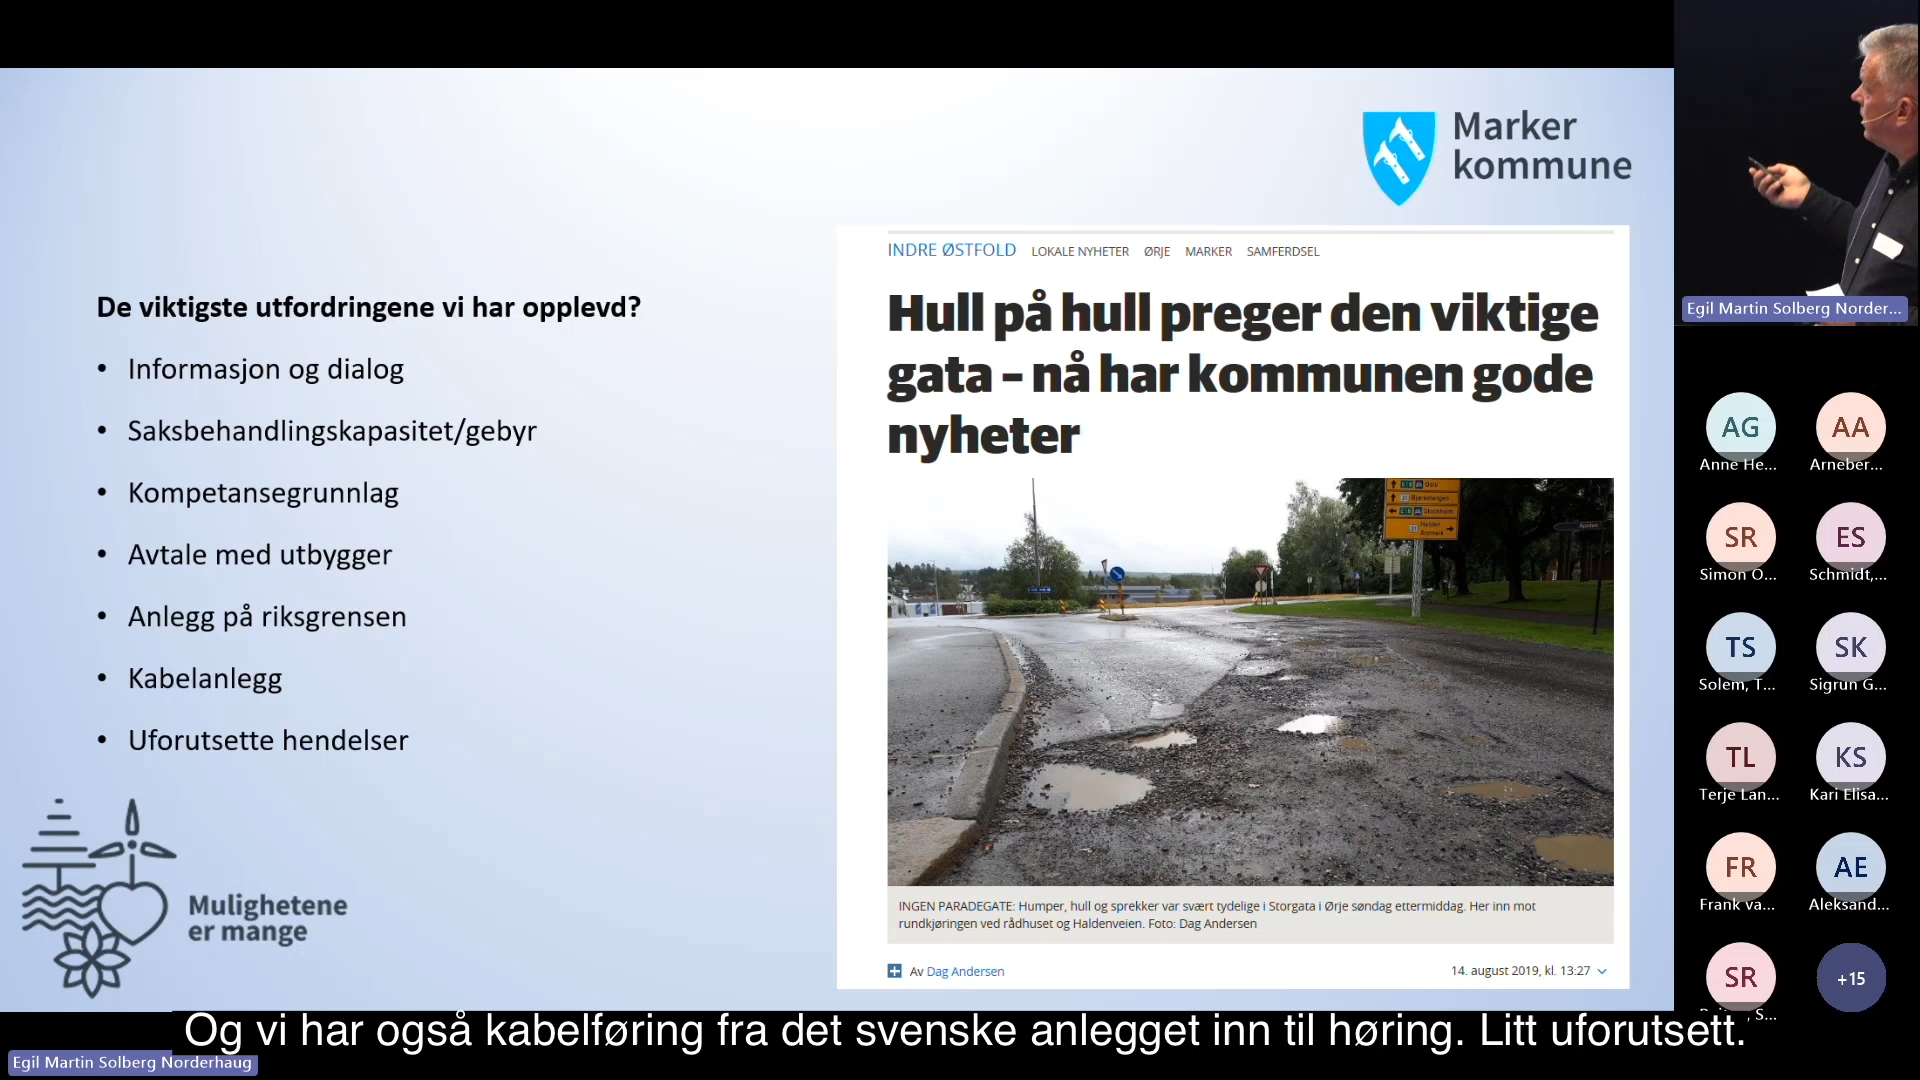 Marker
kommune
INDRE ØSTFOLD LOKALE NYHETER ØRJE MARKER SAMFERDSEL
Hull på hull preger den viktige
gata – nå har kommunen gode
nyheter
De viktigste utfordringene vi har opplevd?
• Informasjon og dialog
• Saksbehandlingskapasitet/gebyr
• Kompetansegrunnlag
• Avtale med utbygger
• Anlegg på riksgrensen
• Kabelanlegg
• Uforutsette hendelser
Mulighetene
er mange
Oslo
Bjørkelangen
Stockholm
Halden
INGEN PARADEGATE: Humper, hull og sprekker var svært tydelige i Storgata i Ørje søndag ettermiddag. Her inn mot
rundkjøringen ved rådhuset og Haldenveien. Foto: Dag Andersen
Av Dag Andersen
14. august 2019, kl. 13:27
Og vi har også kabelføring fra det svenske anlegget inn til høring. Litt uforutsett.
Egil Martin Solberg Norderhaug
Egil Martin Solberg Norder...
AG AA
Anne He... Arneber...
SR ES
Simon O... Schmidt,...
TS SK
Solem, T... Sigrun G...
TL KS
Terje Lan... Kari Elisa...
FR AE
Frank va... Aleksand...
SR +15